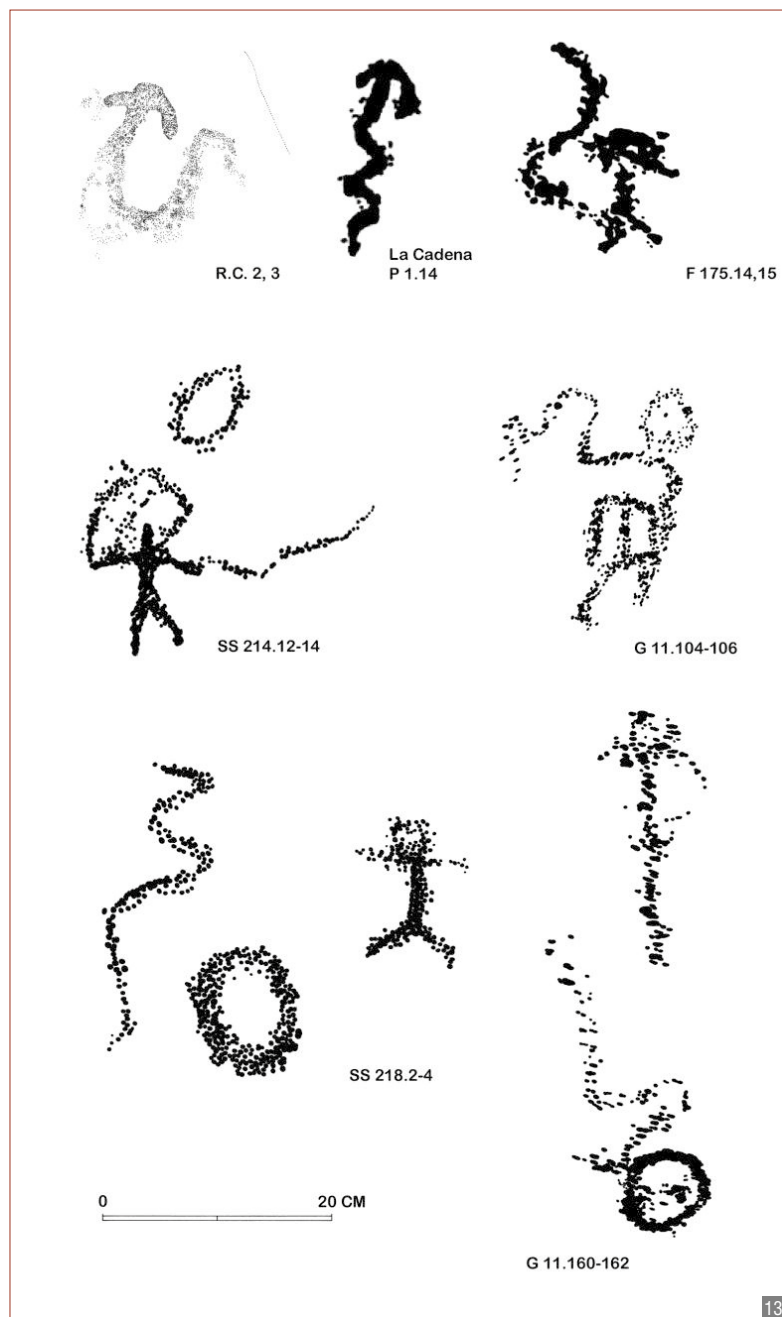 R.C. 2, 3
La Cadena
P 1.14
F 175.14,15
SS 214.12-14
G 11.104-106
SS 218.2-4
0 20 CM
G 11.160-162
13